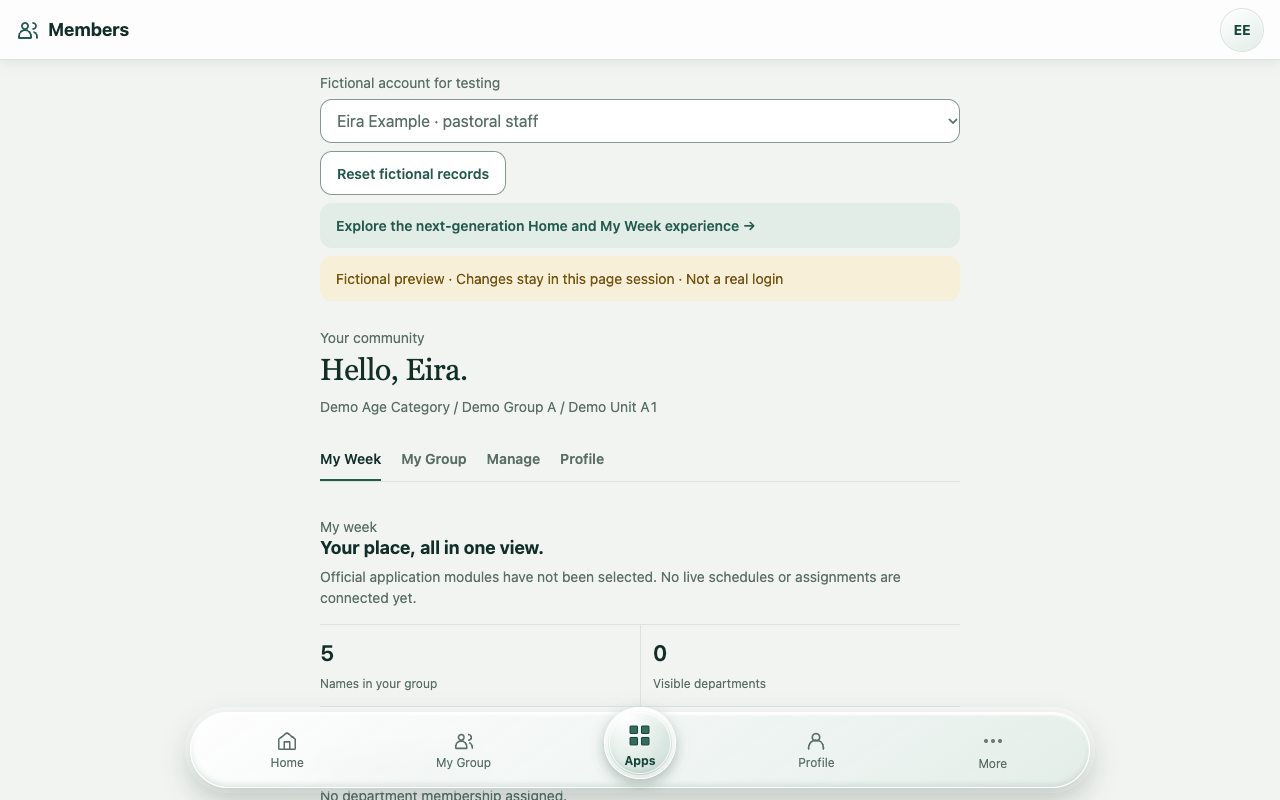 Members
EE
Fictional account for testing
Eira Example · pastoral staff
Reset fictional records
Explore the next-generation Home and My Week experience →
Fictional preview · Changes stay in this page session · Not a real login
Your community
Hello, Eira.
Demo Age Category / Demo Group A / Demo Unit A1
My Week My Group Manage Profile
My week
Your place, all in one view.
Official application modules have not been selected. No live schedules or assignments are
connected yet.
5 0
Names in your group Visible departments
Home My Group Apps Profile More
No department membership assigned.